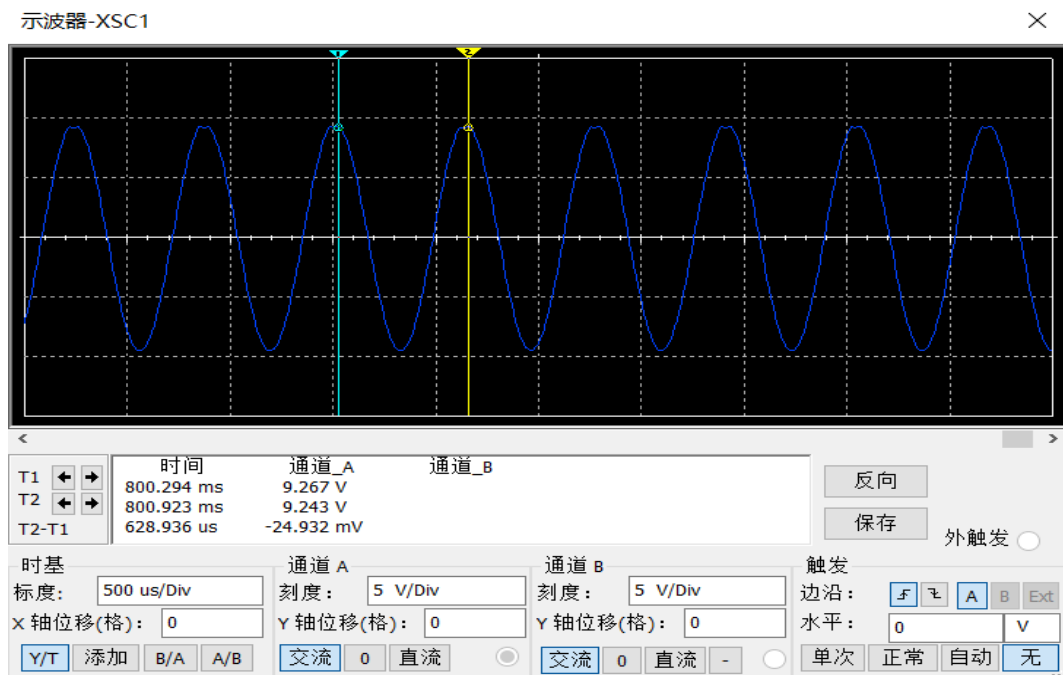 示波器-XSC1
1 2
时间 通道_A 通道_B
T1 800.294 ms 9.267 V
T2 800.923 ms 9.243 V
T2-T1 628.936 us -24.932 mV
反向
保存
外触发
时基
标度: 500 us/Div
X 轴位移(格): 0
Y/T 添加 B/A A/B
通道 A
刻度: 5 V/Div
Y 轴位移(格): 0
交流 0 直流
通道 B
刻度: 5 V/Div
Y 轴位移(格): 0
交流 0 直流 -
触发
边沿: A B Ext
水平: 0 V
单次 正常 自动 无